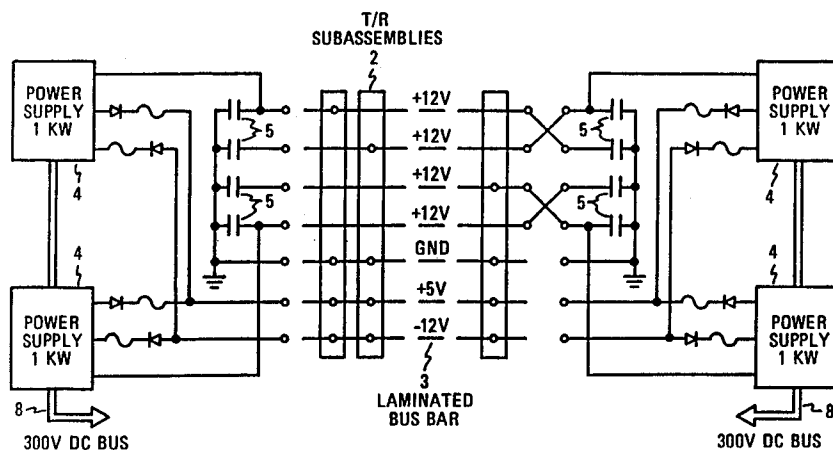 T/R
SUBASSEMBLIES
2
POWER
SUPPLY
1 KW
4
5
+12V
+12V
+12V
+12V
GND
+5V
-12V
5
3
LAMINATED
BUS BAR
4
POWER
SUPPLY
1 KW
8
300V DC BUS
5
5
POWER
SUPPLY
1 KW
4
4
POWER
SUPPLY
1 KW
8
300V DC BUS